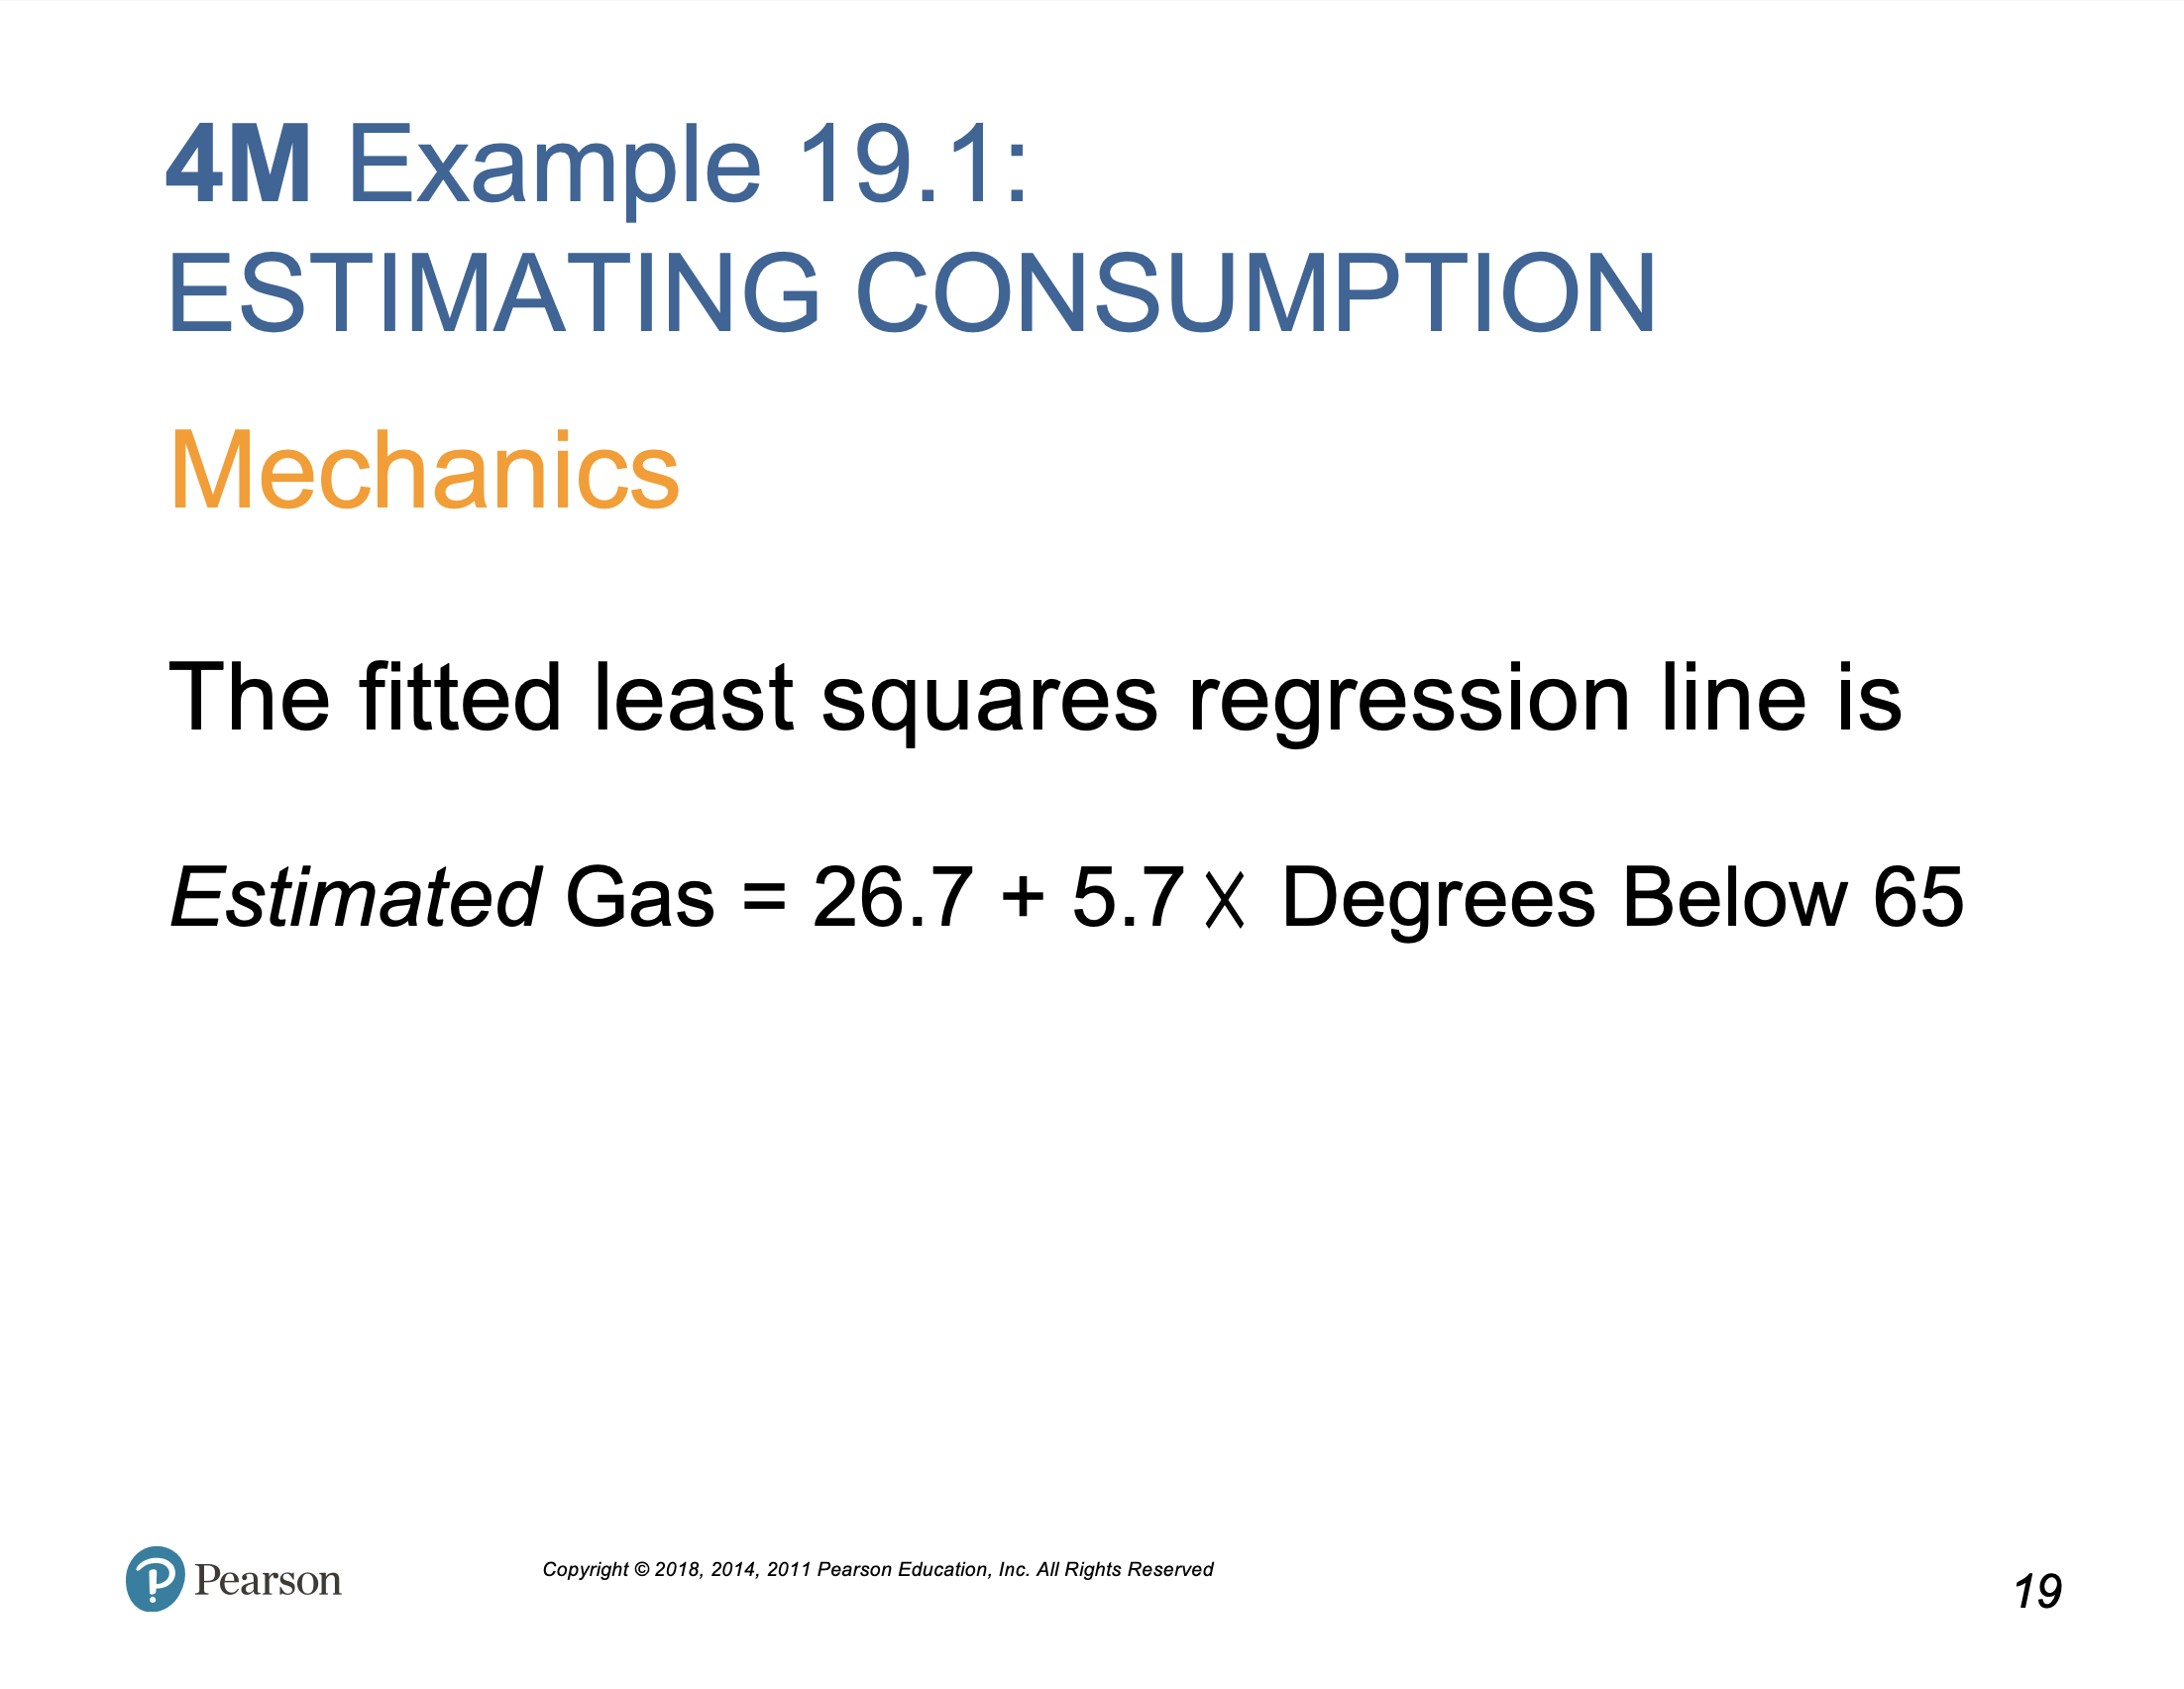 4M Example 19.1:
ESTIMATING CONSUMPTION
Mechanics
The fitted least squares regression line is
Estimated Gas = 26.7 + 5.7 X Degrees Below 65
Pearson
Copyright © 2018, 2014, 2011 Pearson Education, Inc. All Rights Reserved
19